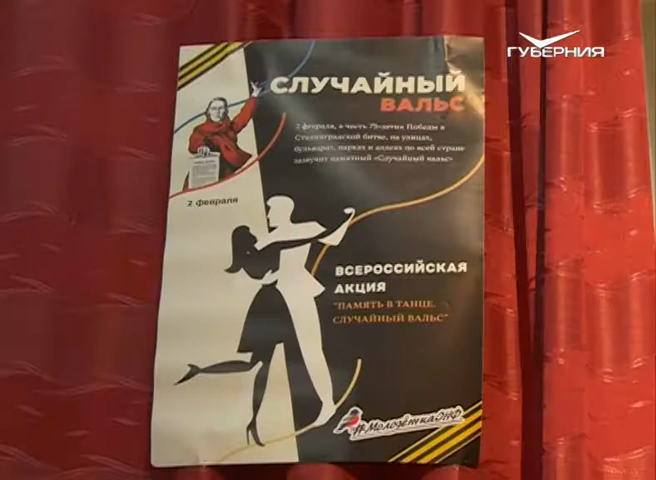 ГУБЕРНИЯ
СЛУЧАЙНЫЙ
ВАЛЬС
2 февраля, в честь 75-летия Победы в
Сталинградской битве, на улицах,
бульварах, парках и аллеях по всей стране
зазвучит памятный «Случайный вальс»
2 февраля
ВСЕРОССИЙСКАЯ
АКЦИЯ
"ПАМЯТЬ В ТАНЦЕ.
СЛУЧАЙНЫЙ ВАЛЬС"
#МолодёжкаОНФ